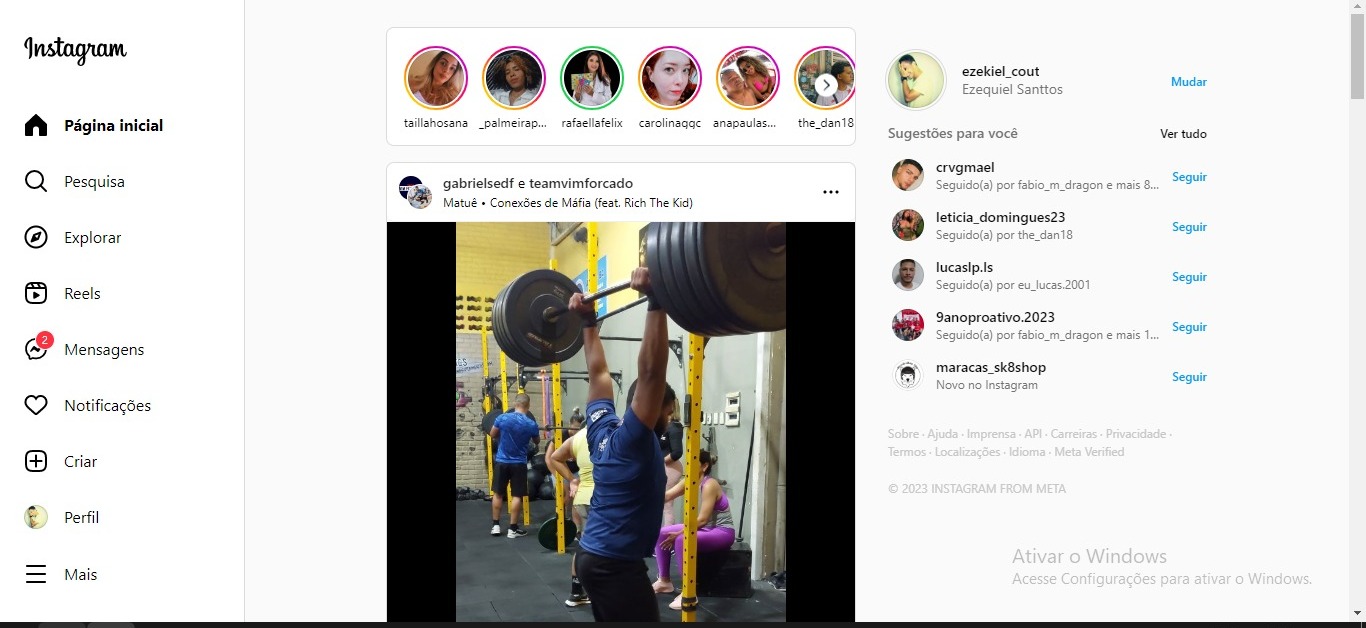 Instagram
Página inicial
Pesquisa
Explorar
Reels
2
Mensagens
Notificações
Criar
Perfil
Mais
taillahosana
_palmeirap...
rafaellafelix
carolinaqqc
anapaulas...
the_dan18
gabrielsedf e teamvimforcado
Matuê • Conexões de Máfia (feat. Rich The Kid)
ezekiel_cout
Ezequiel Santtos
Mudar
Sugestões para você
Ver tudo
crvgmael
Seguido(a) por fabio_m_dragon e mais 8...
Seguir
leticia_domingues23
Seguido(a) por the_dan18
Seguir
lucaslp.ls
Seguido(a) por eu_lucas.2001
Seguir
9anoproativo.2023
Seguido(a) por fabio_m_dragon e mais 1...
Seguir
maracas_sk8shop
Novo no Instagram
Seguir
Sobre · Ajuda · Imprensa · API · Carreiras · Privacidade ·
Termos · Localizações · Idioma · Meta Verified
© 2023 INSTAGRAM FROM META
Ativar o Windows
Acesse Configurações para ativar o Windows.